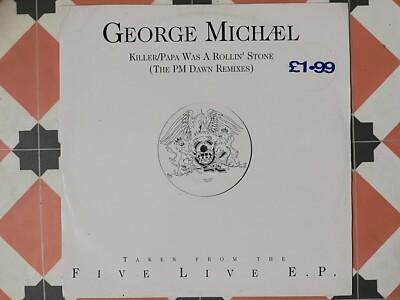 GEORGE MICHÆL
KILLER/PAPA WAS A ROLLIN' STONE
(THE PM DAWN REMIXES)
£1•99
TAKEN FROM THE
FIVE LIVE E.P.